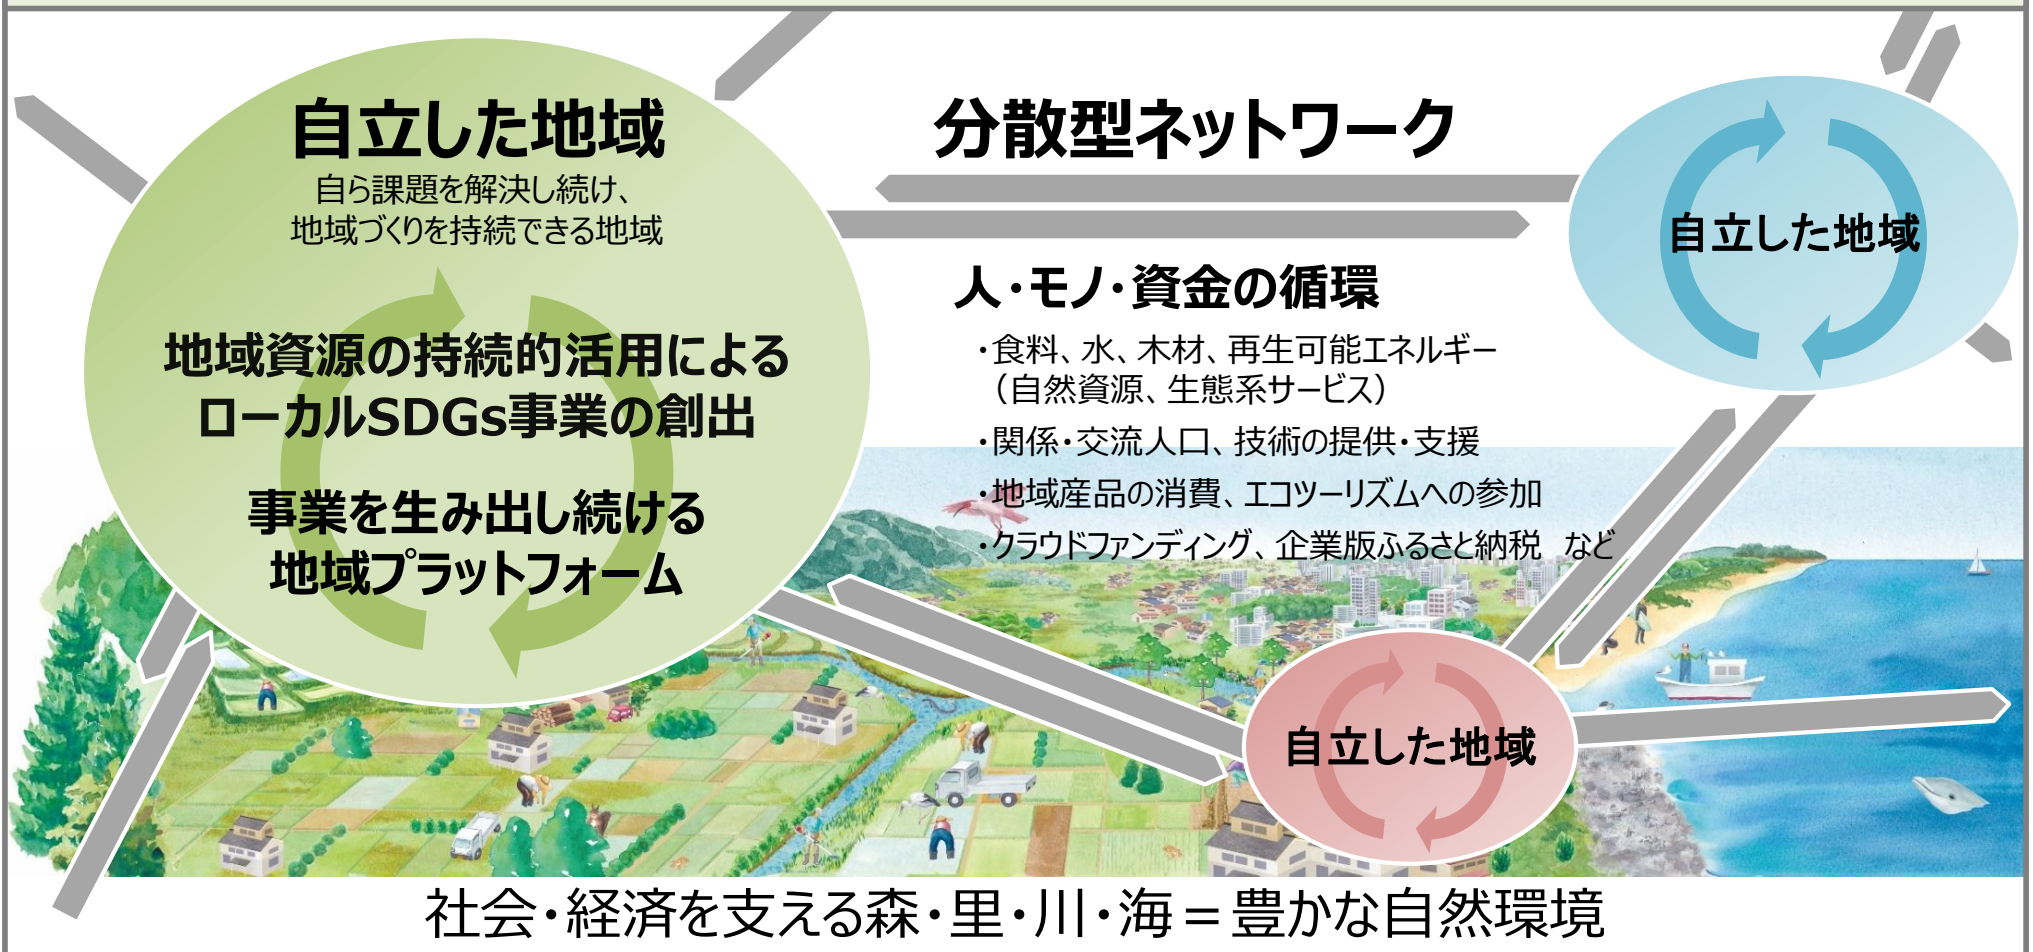 自立した地域
自ら課題を解決し続け、
地域づくりを持続できる地域
地域資源の持続的活用による
ローカルSDGs事業の創出
事業を生み出し続ける
地域プラットフォーム
分散型ネットワーク
人・モノ・資金の循環
・食料、水、木材、再生可能エネルギー
（自然資源、生態系サービス）
・関係・交流人口、技術の提供・支援
・地域産品の消費、エコツーリズムへの参加
・クラウドファンディング、企業版ふるさと納税　など
自立した地域
自立した地域
社会・経済を支える森・里・川・海＝豊かな自然環境